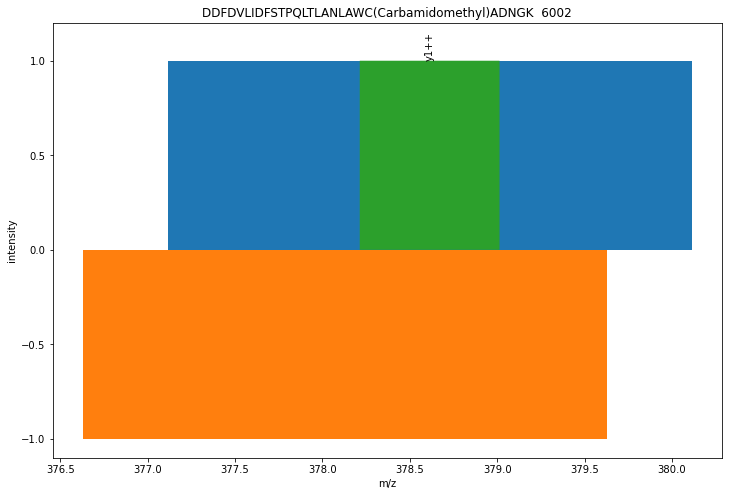 DDFDVLIDFSTPQLTLANLAWC(Carbamidomethyl)ADNGK  6002
y1++
1.0
0.5
0.0
−0.5
−1.0
intensity
376.5 377.0 377.5 378.0 378.5 379.0 379.5 380.0
m/z